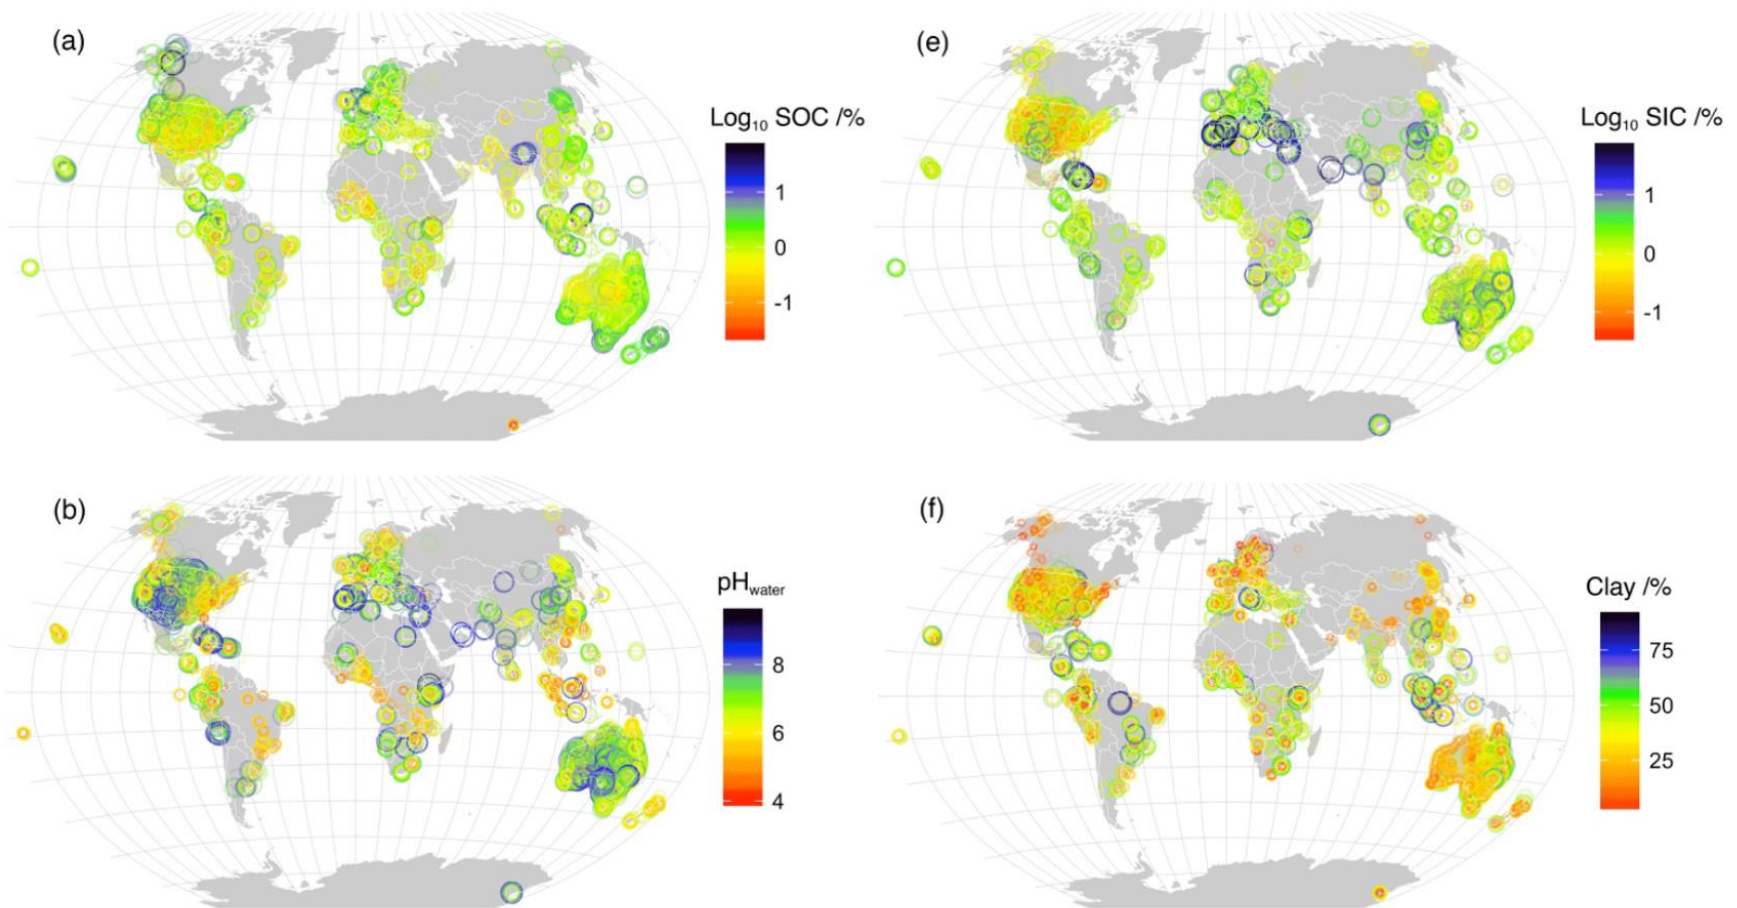 (a)
Log₁₀ SOC /%
1
0
-1
(e)
Log₁₀ SIC /%
1
0
-1
(b)
pHwater
8
6
4
(f)
Clay /%
75
50
25